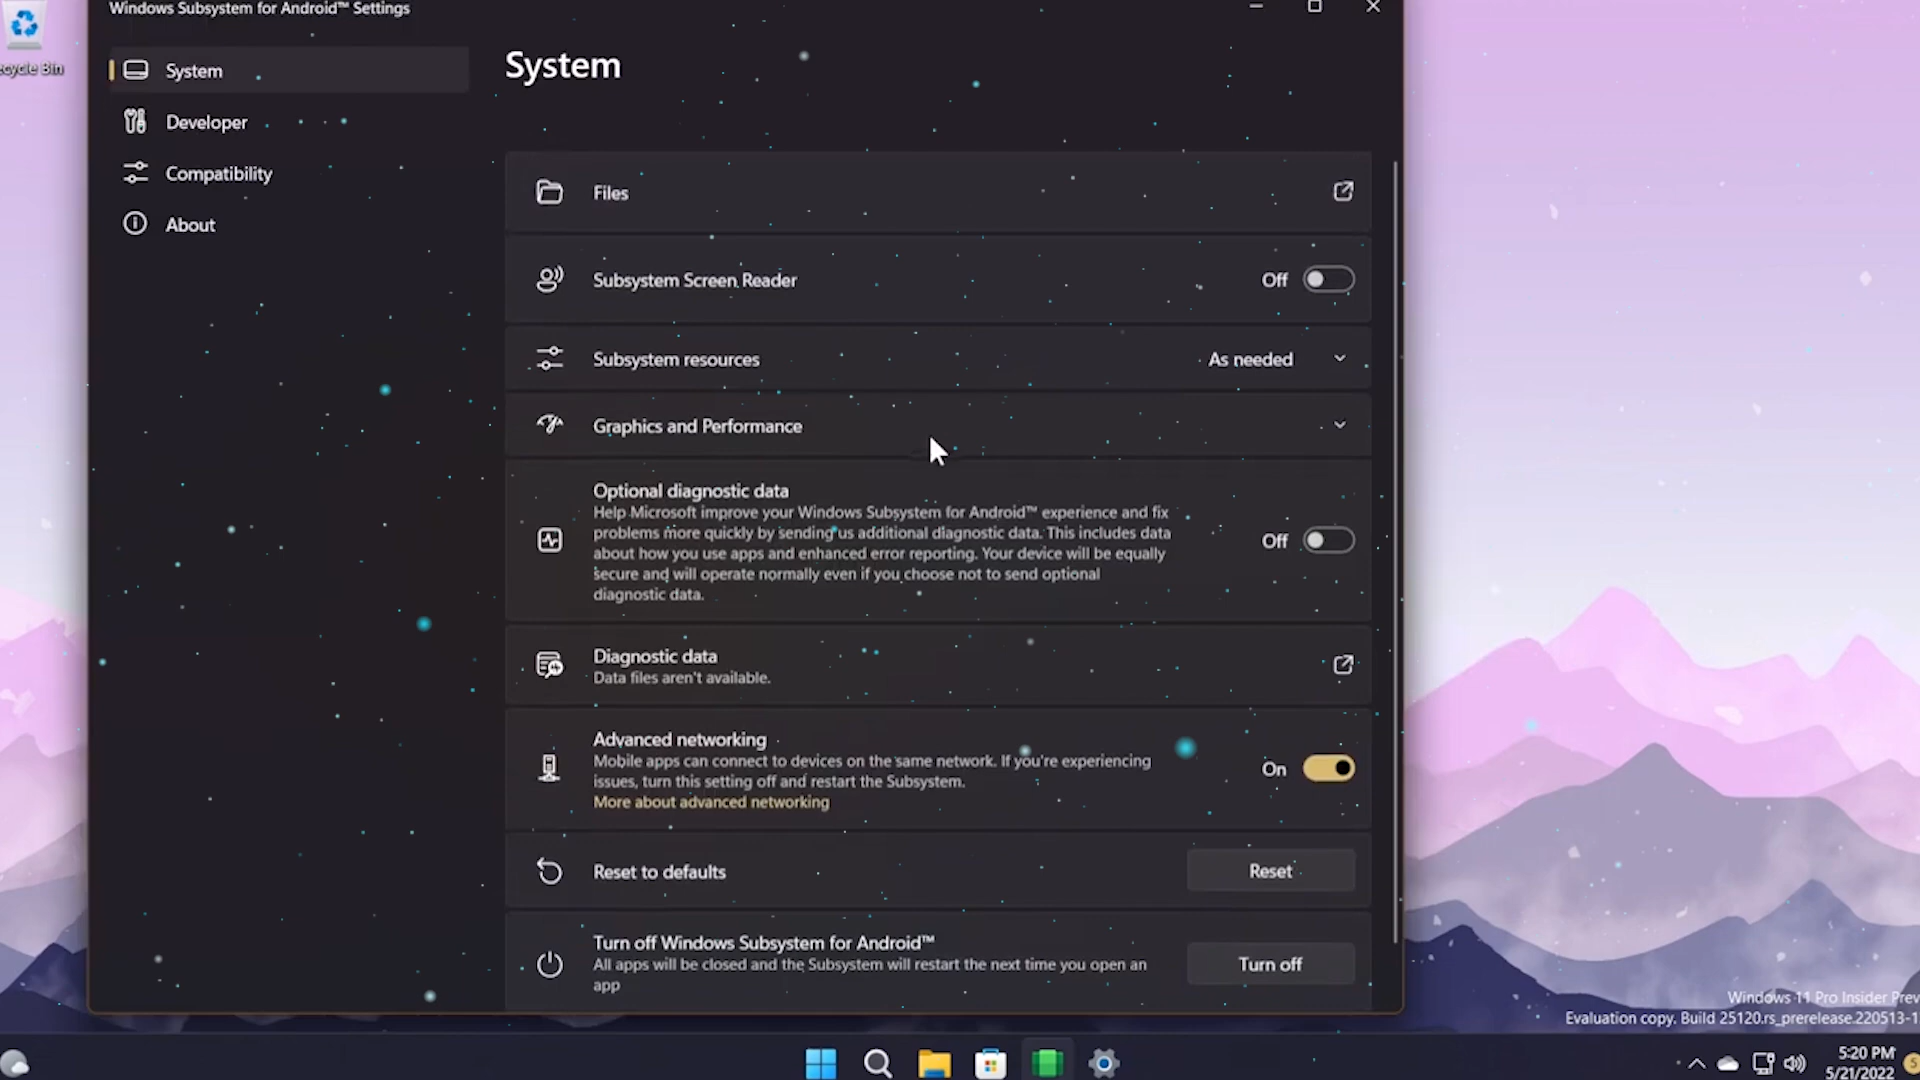 Windows Subsystem for Android™ Settings
ecycle Bin
System
Developer
Compatibility
About
System
Files
Subsystem Screen Reader
Off
Subsystem resources
As needed
Graphics and Performance
Optional diagnostic data
Help Microsoft improve your Windows Subsystem for Android™ experience and fix
problems more quickly by sending us additional diagnostic data. This includes data
about how you use apps and enhanced error reporting. Your device will be equally
secure and will operate normally even if you choose not to send optional
diagnostic data.
Off
Diagnostic data
Data files aren't available.
Advanced networking
Mobile apps can connect to devices on the same network. If you're experiencing
issues, turn this setting off and restart the Subsystem.
More about advanced networking
On
Reset to defaults
Reset
Turn off Windows Subsystem for Android™
All apps will be closed and the Subsystem will restart the next time you open an
app
Turn off
Windows 11 Pro Insider Prev
Evaluation copy. Build 25120.rs_prerelease.220513-1
5:20 PM
5/21/2022
5